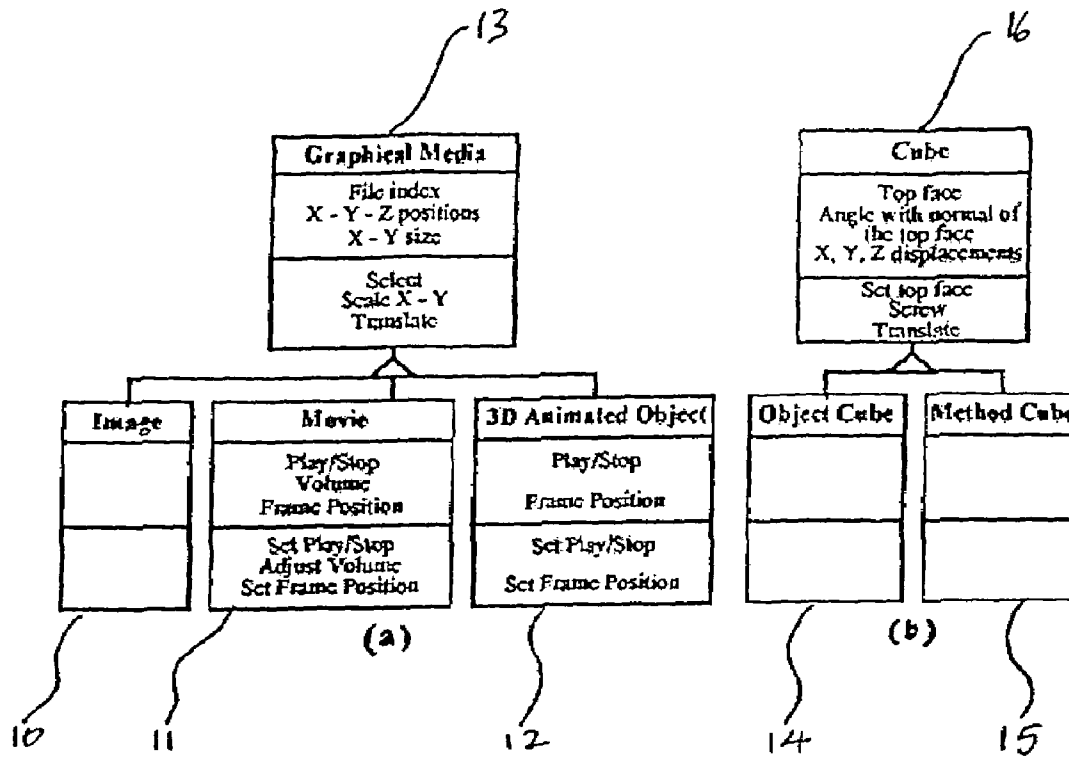 13
16
Graphical Media
File index
X - Y - Z positions
X - Y size
Select
Scale X - Y
Translate
Cube
Top face
Angle with normal of
the top face
X, Y, Z displacements
Set top face
Screw
Translate
Image
Movie
Play/Stop
Volume
Frame Position
Set Play/Stop
Adjust Volume
Set Frame Position
3D Animated Object
Play/Stop
Frame Position
Set Play/Stop
Set Frame Position
Object Cube
Method Cube
(a)
(b)
10
11
12
14
15